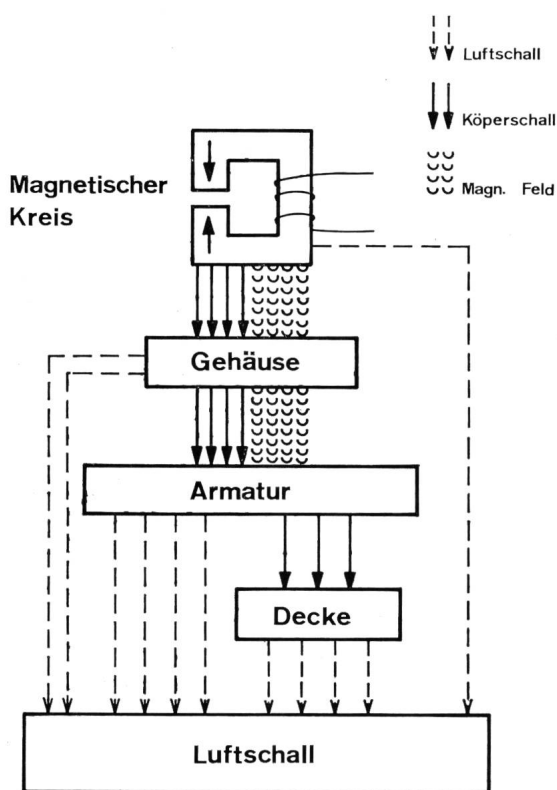 Luftschall
Köperschall
Magn. Feld
Magnetischer
Kreis
Gehäuse
Armatur
Decke
Luftschall